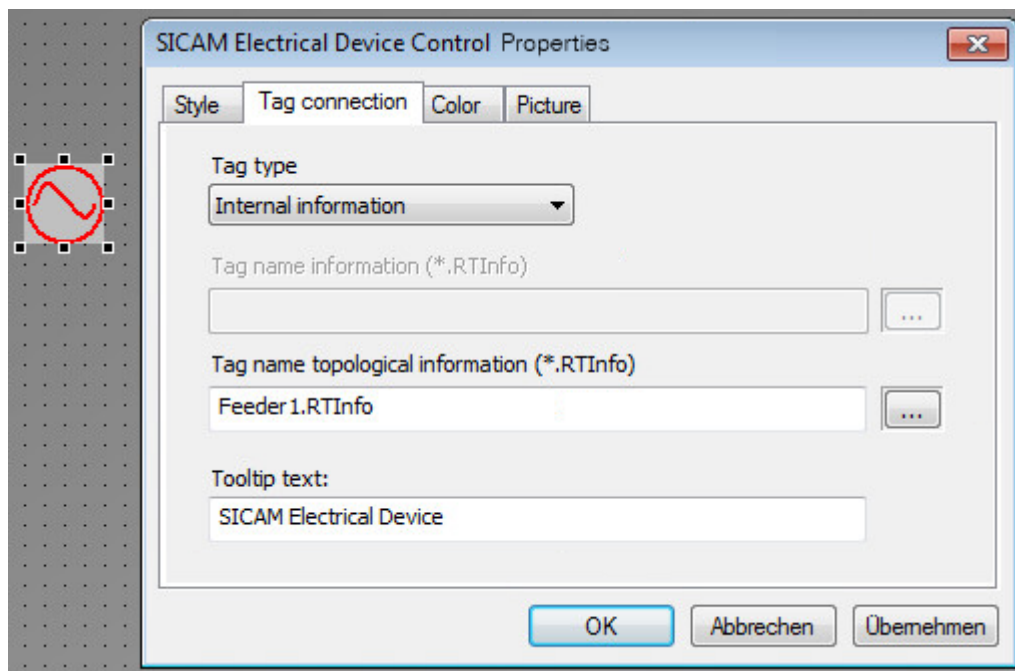 SICAM Electrical Device Control Properties
Style Tag connection Color Picture
Tag type
Internal information
Tag name information (*.RTInfo)
...
Tag name topological information (*.RTInfo)
Feeder1.RTInfo
...
Tooltip text:
SICAM Electrical Device
OK Abbrechen Übernehmen